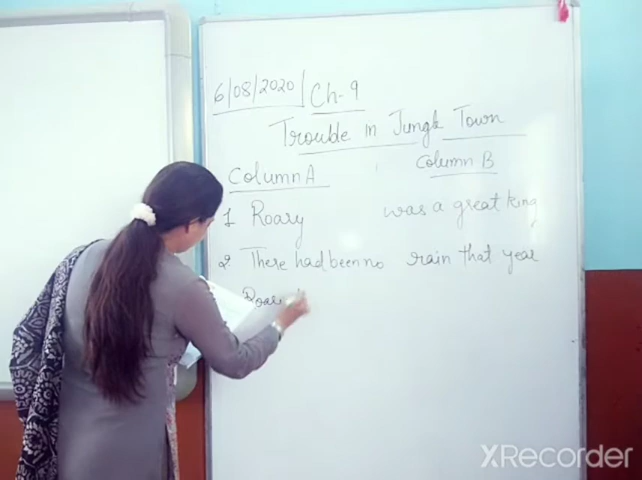 6/08/2020 Ch-9
Trouble in Jungle Town
Column A Column B
1 Roary was a great king
2 There had been no rain that year
XRecorder